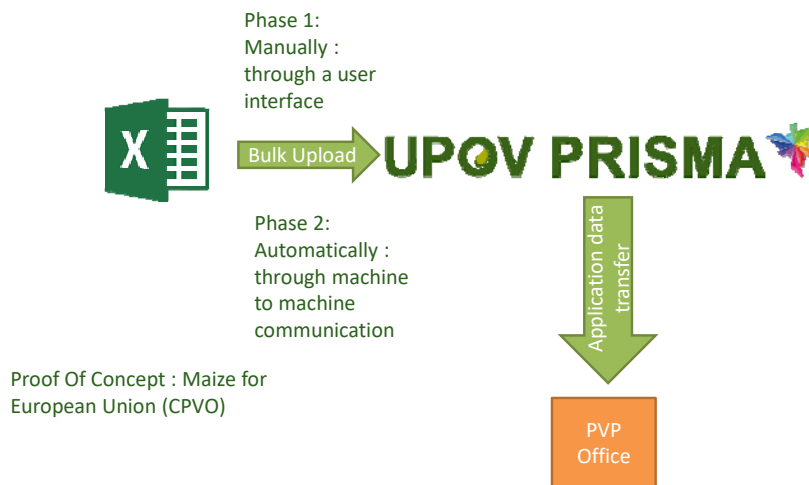 Phase 1:
Manually :
through a user
interface
X
Bulk Upload
UPOV PRISMA
Phase 2:
Automatically :
through machine
to machine
communication
Application data
transfer
Proof Of Concept : Maize for
European Union (CPVO)
PVP
Office